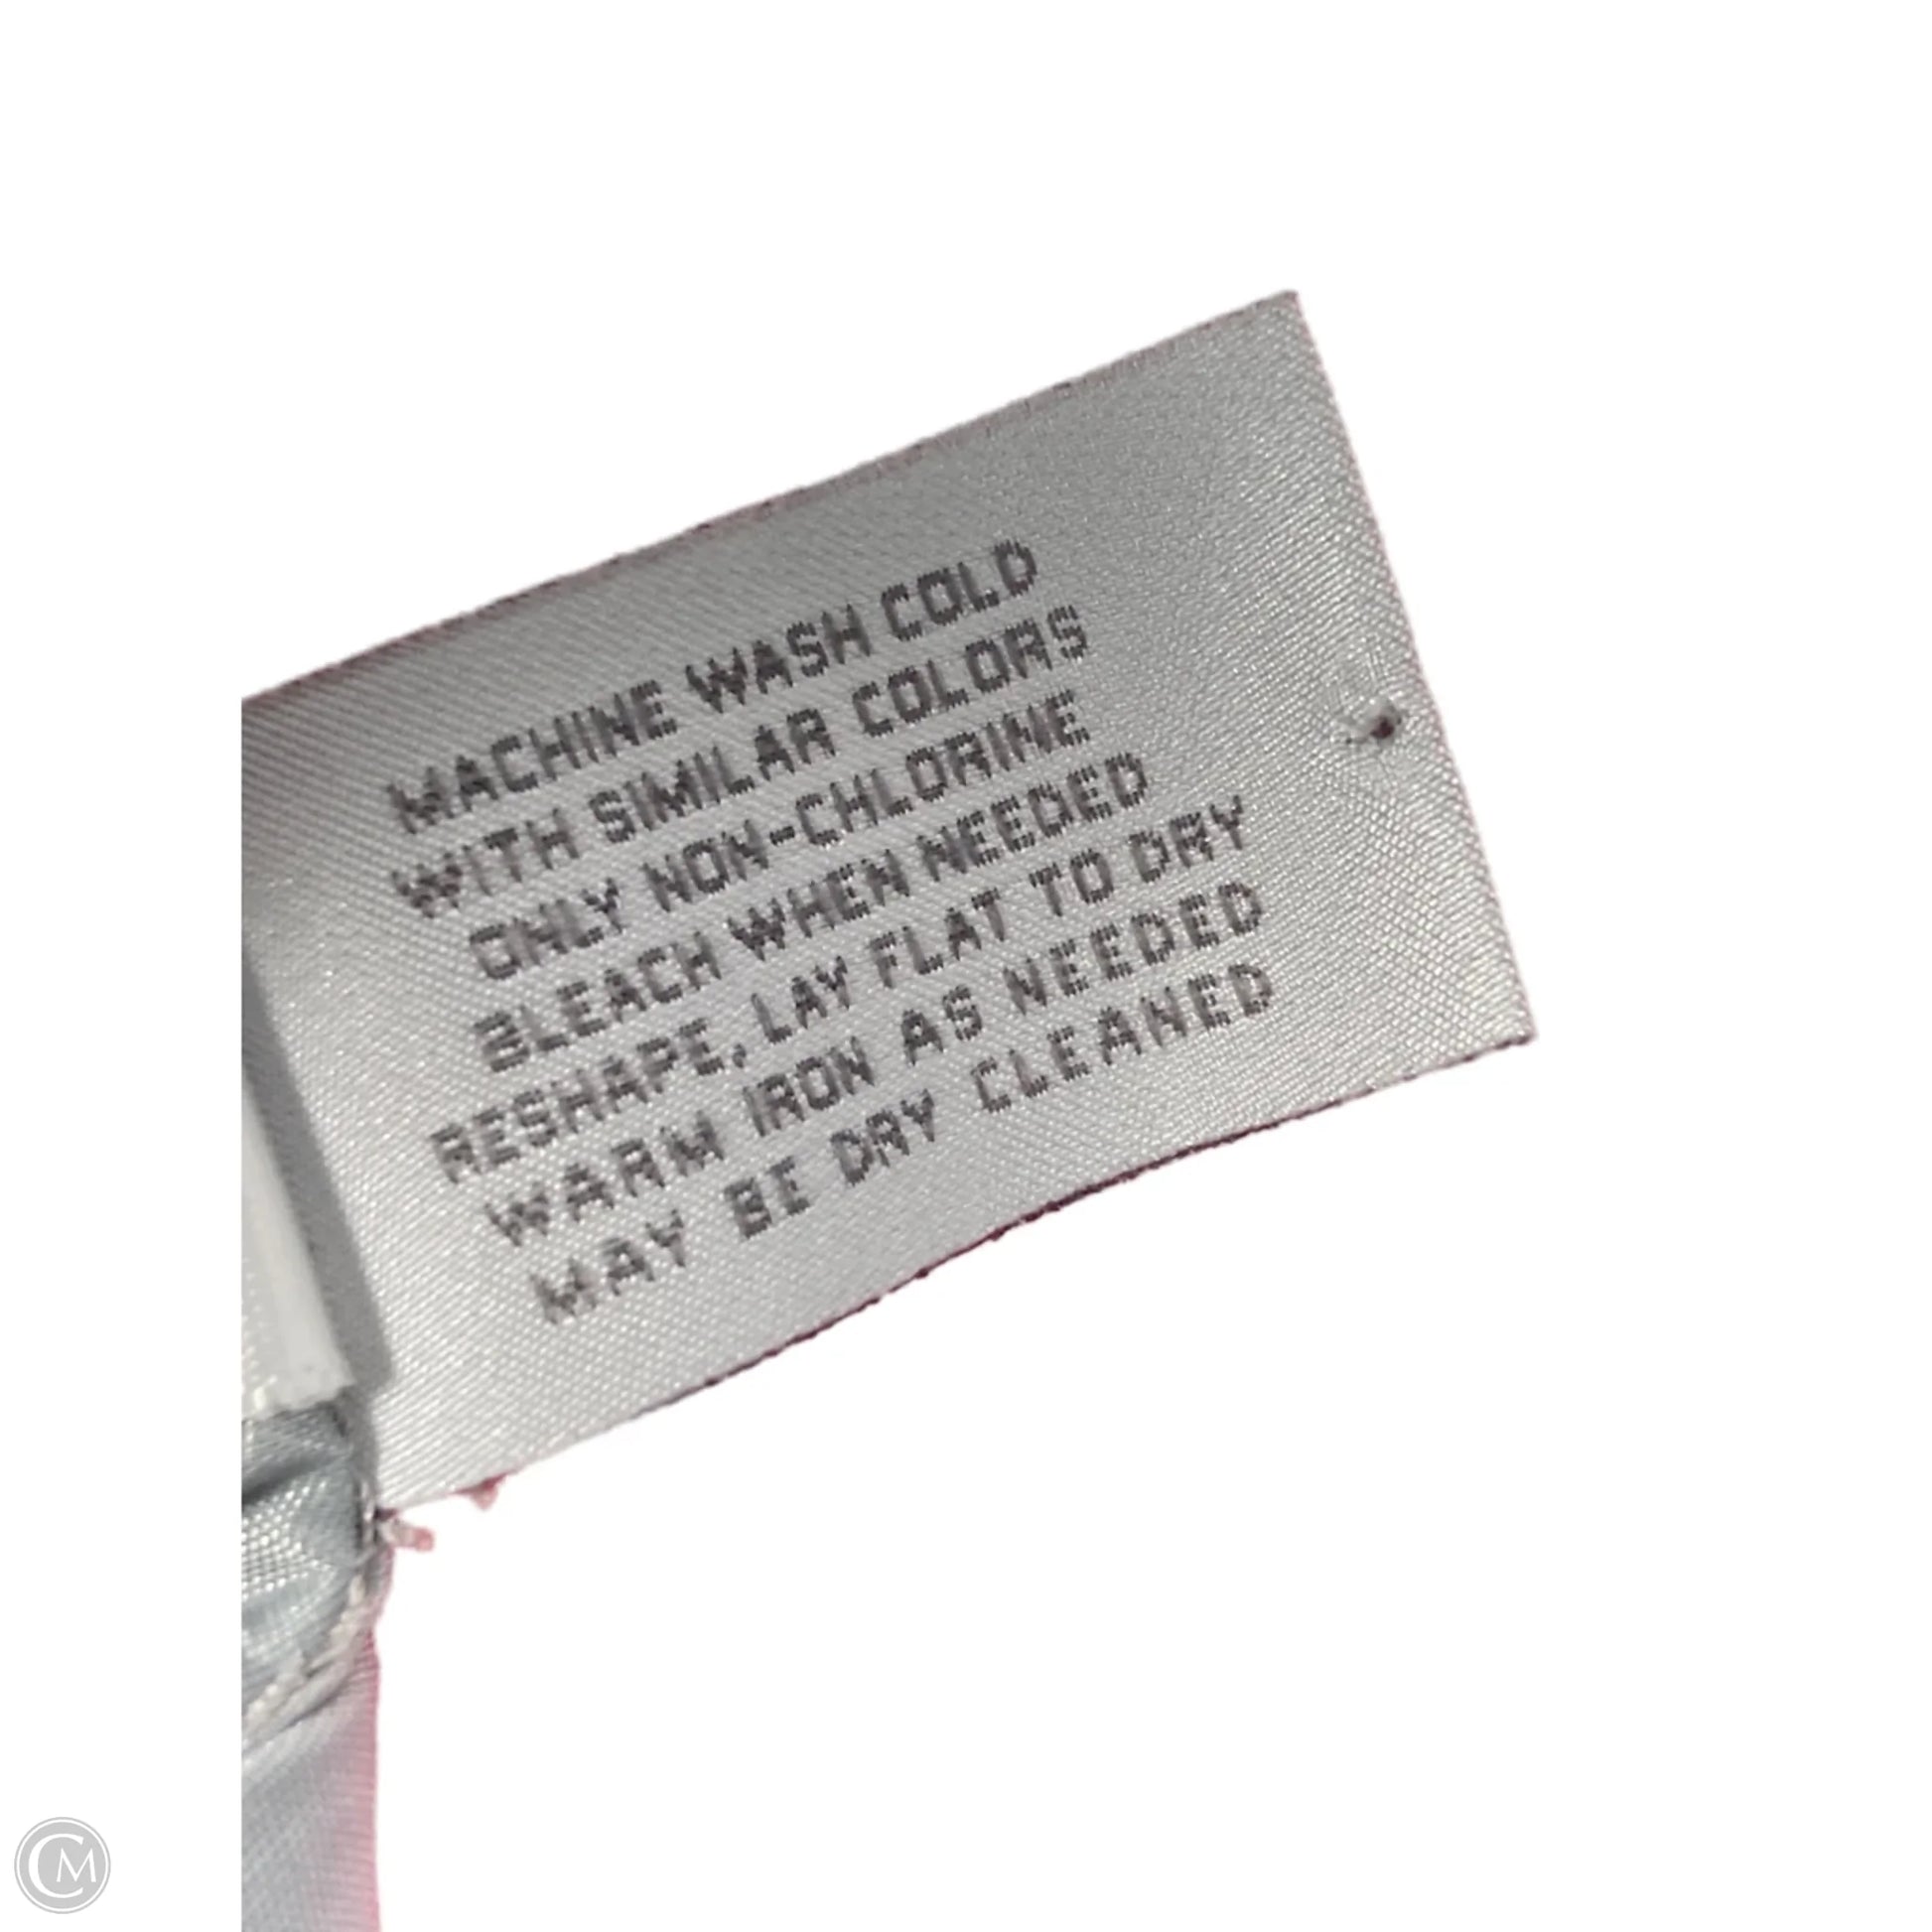 MACHINE WASH COLD
WITH SIMILAR COLORS
ONLY NON-CHLORINE
BLEACH WHEN NEEDED
RESHAPE, LAY FLAT TO DRY
WARM IRON AS NEEDED
MAY BE DRY CLEANED
CM